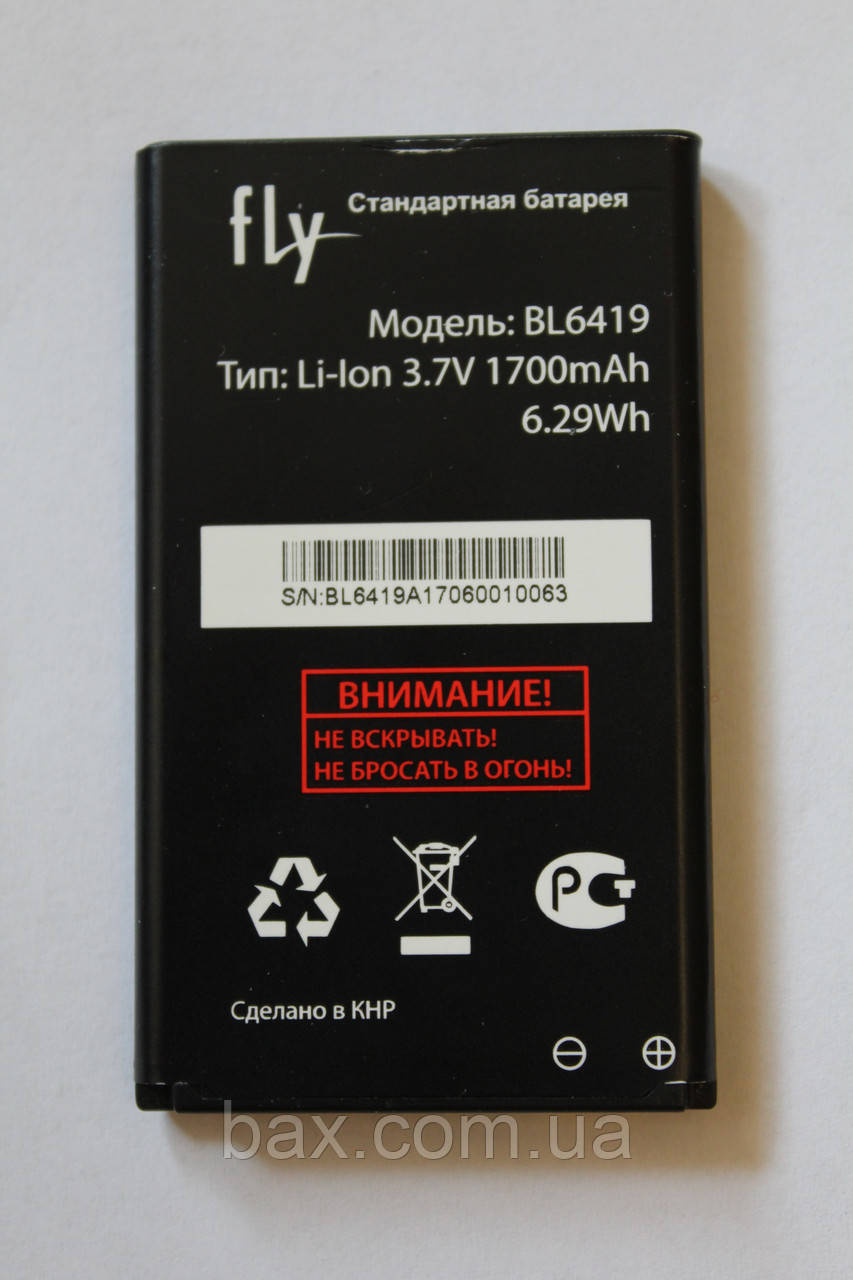 fly Стандартная батарея
Модель: BL6419
Тип: Li-Ion 3.7V 1700mAh
6.29Wh
S/N:BL6419A17060010063
ВНИМАНИЕ!
НЕ ВСКРЫВАТЬ!
НЕ БРОСАТЬ В ОГОНЬ!
РСТ
Сделано в КНР
bax.com.ua